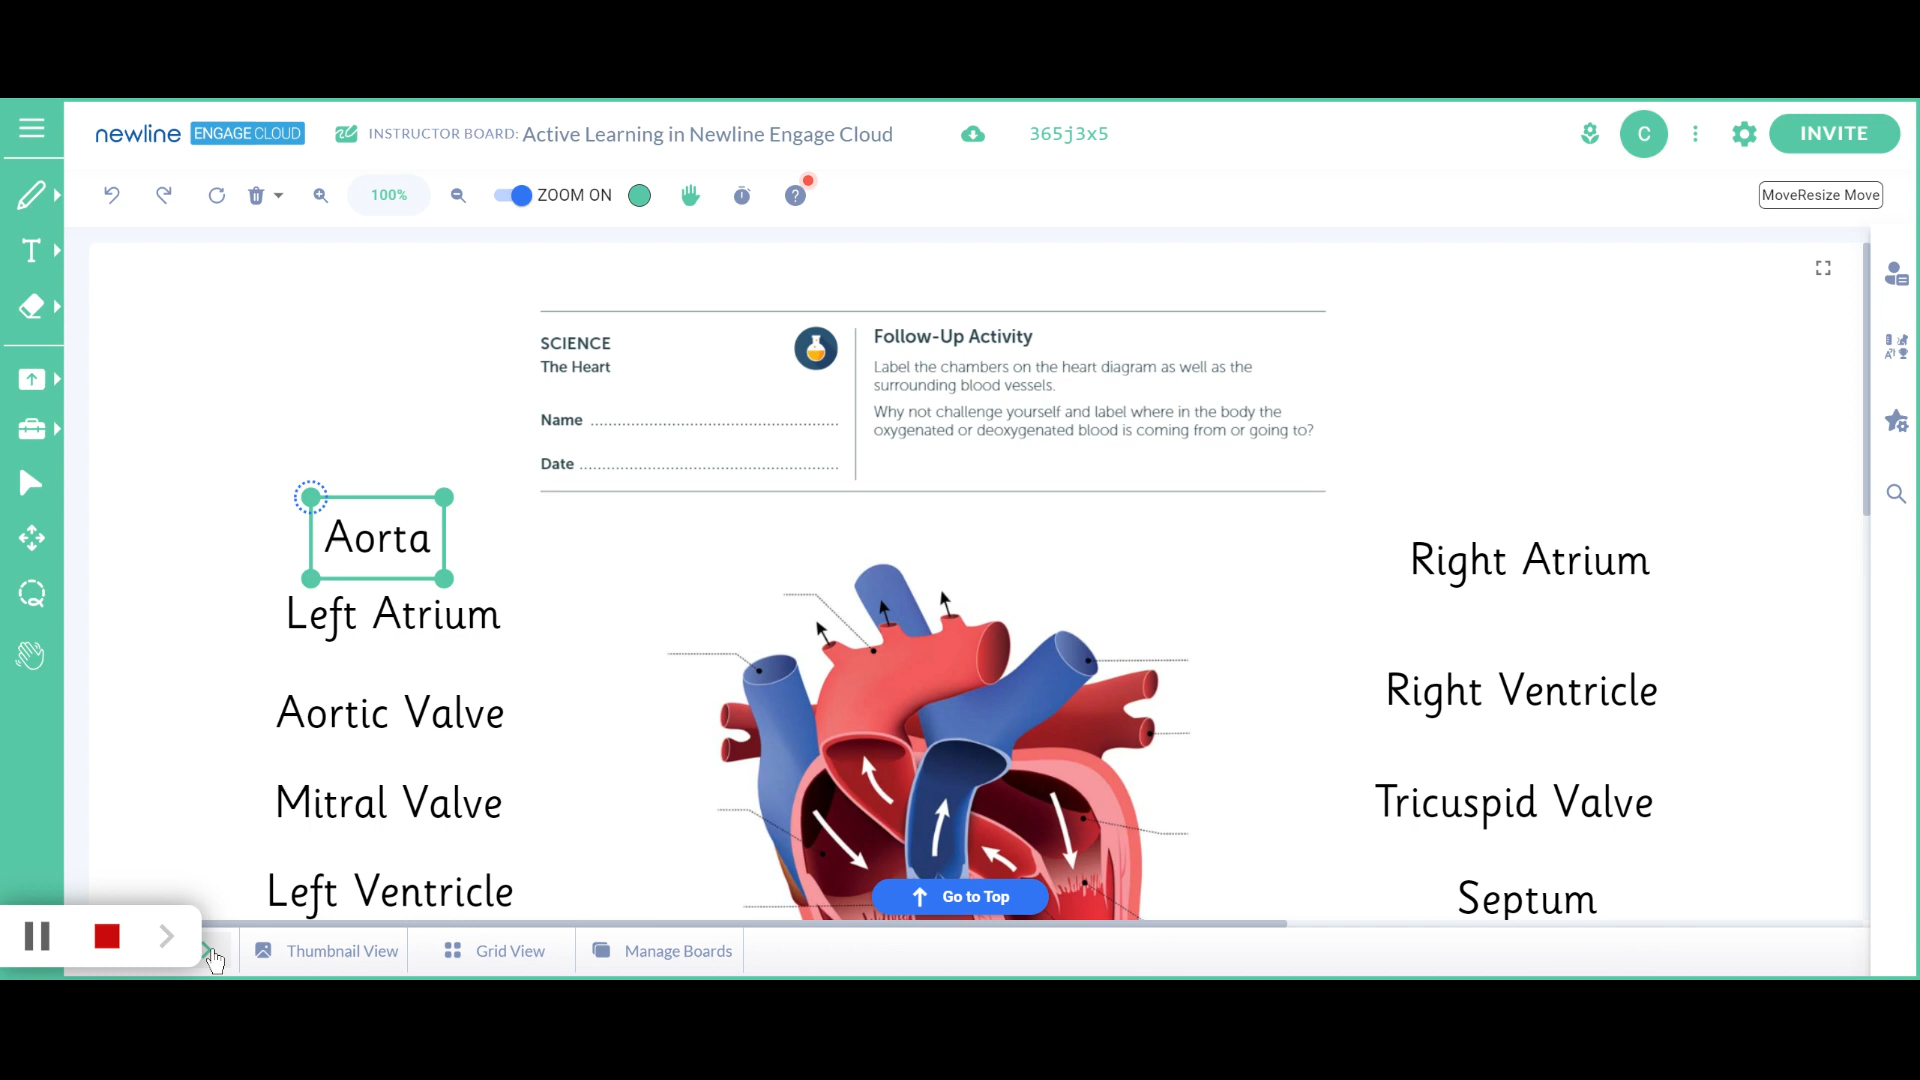 newline ENGAGE CLOUD
INSTRUCTOR BOARD: Active Learning in Newline Engage Cloud
365j3x5
C
INVITE
100%
ZOOM ON
MoveResize Move
SCIENCE
The Heart
Name
Date
Follow-Up Activity
Label the chambers on the heart diagram as well as the
surrounding blood vessels.
Why not challenge yourself and label where in the body the
oxygenated or deoxygenated blood is coming from or going to?
Aorta
Left Atrium
Aortic Valve
Mitral Valve
Left Ventricle
Right Atrium
Right Ventricle
Tricuspid Valve
Septum
Go to Top
Thumbnail View
Grid View
Manage Boards